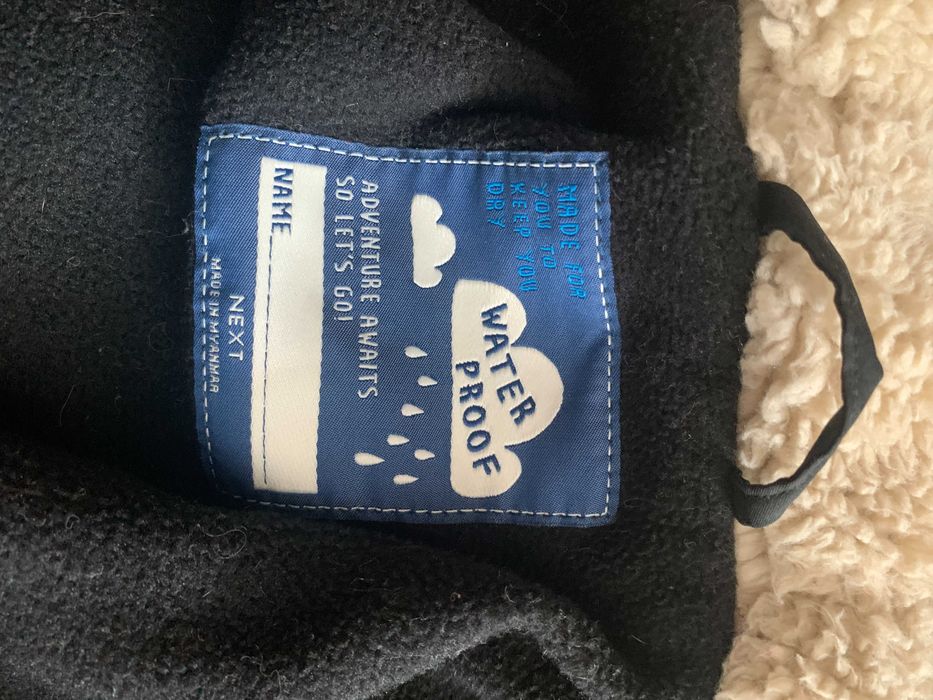 MADE FOR
YOU TO
KEEP YOU
DRY
WATER
PROOF
ADVENTURE AWAITS
SO LET'S GO!
NAME
NEXT
MADE IN MYANMAR